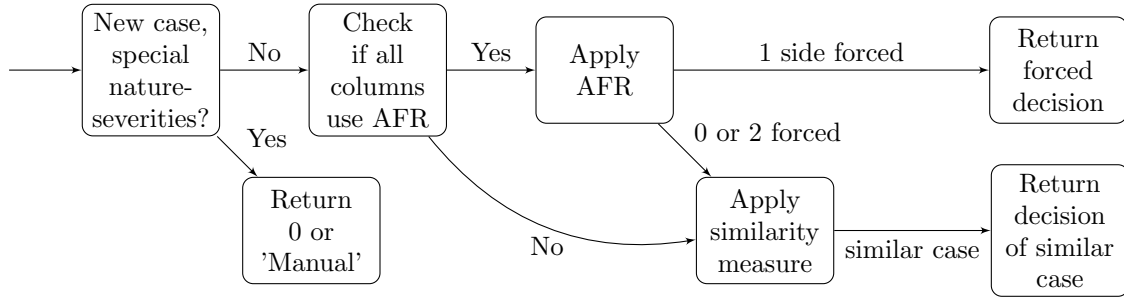 New case,
special
nature-
severities?
No
Yes
Return
0 or
'Manual'
Check
if all
columns
use AFR
Yes
No
Apply
AFR
1 side forced
0 or 2 forced
Return
forced
decision
Apply
similarity
measure
similar case
Return
decision
of similar
case